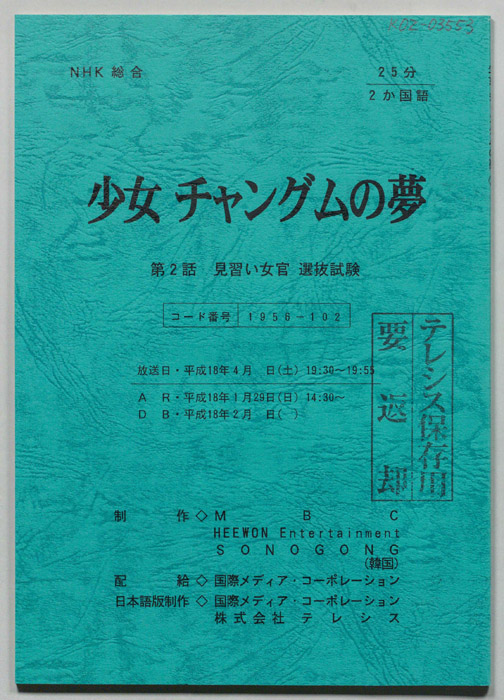 KOZ-03553
NHK 総合
25分
2か国語
少女 チャングムの夢
第2話 見習い女官 選抜試験
コード番号 1956-102
放送日・平成18年4月 日(土) 19:30~19:55
AR・平成18年1月29日(日) 14:30~
DB・平成18年2月 日( )
テレシス保存用
要返却
制作◇MBC
HEEWON Entertainment
SONOGONG
(韓国)
配給◇国際メディア・コーポレーション
日本語版制作◇国際メディア・コーポレーション
株式会社テレシス